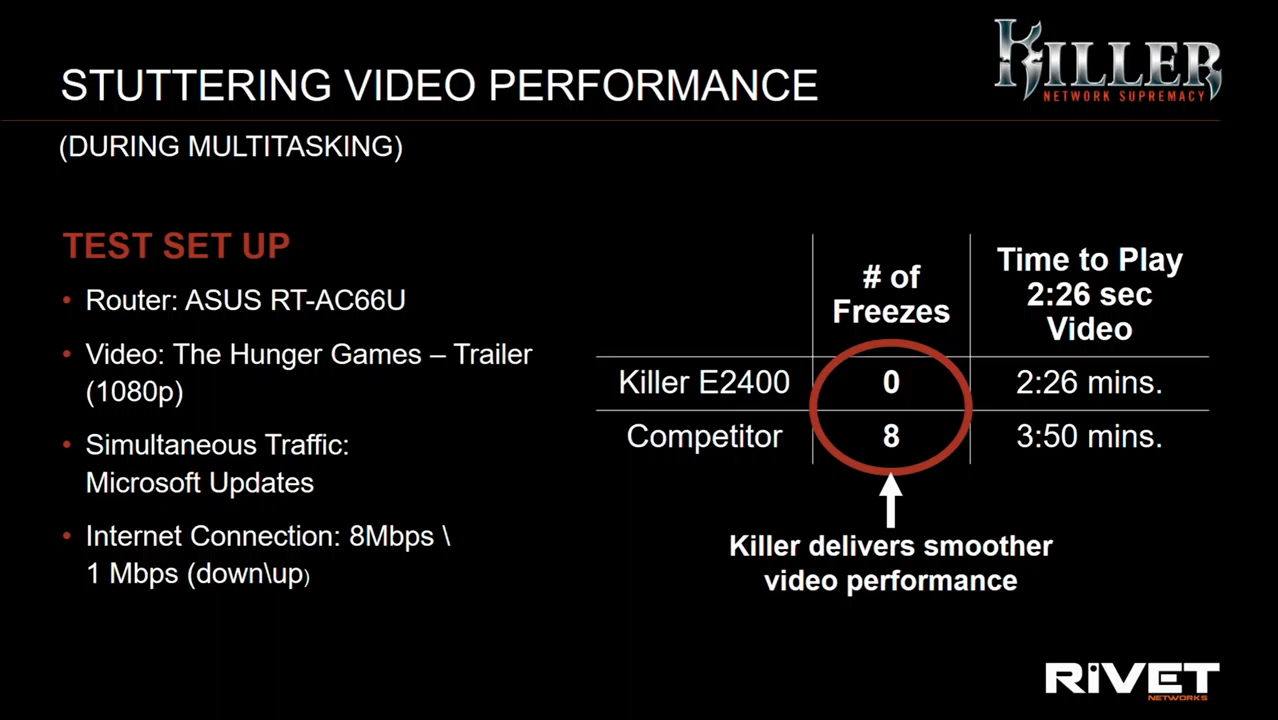 KILLER
NETWORK SUPREMACY
STUTTERING VIDEO PERFORMANCE
(DURING MULTITASKING)
TEST SET UP
• Router: ASUS RT-AC66U
• Video: The Hunger Games – Trailer
(1080p)
• Simultaneous Traffic:
Microsoft Updates
• Internet Connection: 8Mbps \
1 Mbps (down\up)
# of
Freezes
Time to Play
2:26 sec
Video
Killer E2400 0 2:26 mins.
Competitor 8 3:50 mins.
Killer delivers smoother
video performance
RIVET
NETWORKS